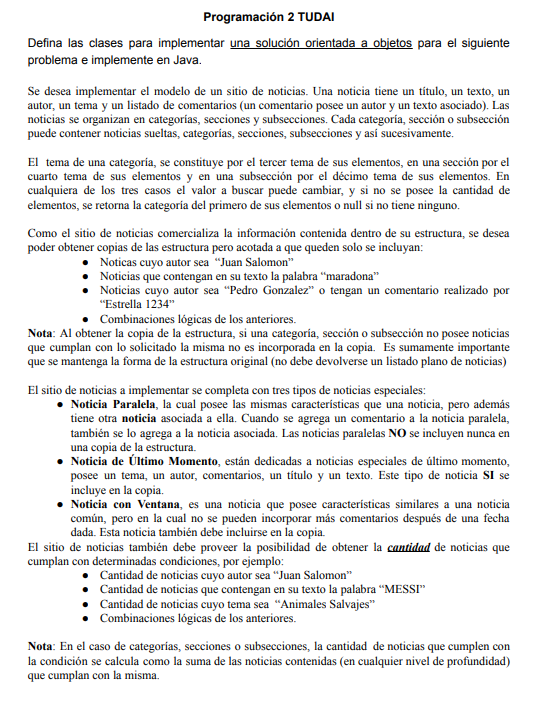 Programación 2 TUDAI
Defina las clases para implementar una solución orientada a objetos para el siguiente
problema e implemente en Java.
Se desea implementar el modelo de un sitio de noticias. Una noticia tiene un título, un texto, un
autor, un tema y un listado de comentarios (un comentario posee un autor y un texto asociado). Las
noticias se organizan en categorías, secciones y subsecciones. Cada categoría, sección o subsección
puede contener noticias sueltas, categorías, secciones, subsecciones y así sucesivamente.
El tema de una categoría, se constituye por el tercer tema de sus elementos, en una sección por el
cuarto tema de sus elementos y en una subsección por el décimo tema de sus elementos. En
cualquiera de los tres casos el valor a buscar puede cambiar, y si no se posee la cantidad de
elementos, se retorna la categoría del primero de sus elementos o null si no tiene ninguno.
Como el sitio de noticias comercializa la información contenida dentro de su estructura, se desea
poder obtener copias de las estructura pero acotada a que queden solo se incluyan:
● Noticas cuyo autor sea “Juan Salomon”
● Noticias que contengan en su texto la palabra “maradona”
● Noticias cuyo autor sea “Pedro Gonzalez” o tengan un comentario realizado por
“Estrella 1234”
● Combinaciones lógicas de los anteriores.
Nota: Al obtener la copia de la estructura, si una categoría, sección o subsección no posee noticias
que cumplan con lo solicitado la misma no es incorporada en la copia. Es sumamente importante
que se mantenga la forma de la estructura original (no debe devolverse un listado plano de noticias)
El sitio de noticias a implementar se completa con tres tipos de noticias especiales:
● Noticia Paralela, la cual posee las mismas características que una noticia, pero además
tiene otra noticia asociada a ella. Cuando se agrega un comentario a la noticia paralela,
también se lo agrega a la noticia asociada. Las noticias paralelas NO se incluyen nunca en
una copia de la estructura.
● Noticia de Último Momento, están dedicadas a noticias especiales de último momento,
posee un tema, un autor, comentarios, un título y un texto. Este tipo de noticia SI se
incluye en la copia.
● Noticia con Ventana, es una noticia que posee características similares a una noticia
común, pero en la cual no se pueden incorporar más comentarios después de una fecha
dada. Esta noticia también debe incluirse en la copia.
El sitio de noticias también debe proveer la posibilidad de obtener la cantidad de noticias que
cumplan con determinadas condiciones, por ejemplo:
● Cantidad de noticias cuyo autor sea “Juan Salomon”
● Cantidad de noticias que contengan en su texto la palabra “MESSI”
● Cantidad de noticias cuyo tema sea “Animales Salvajes”
● Combinaciones lógicas de los anteriores.
Nota: En el caso de categorías, secciones o subsecciones, la cantidad de noticias que cumplen con
la condición se calcula como la suma de las noticias contenidas (en cualquier nivel de profundidad)
que cumplan con la misma.